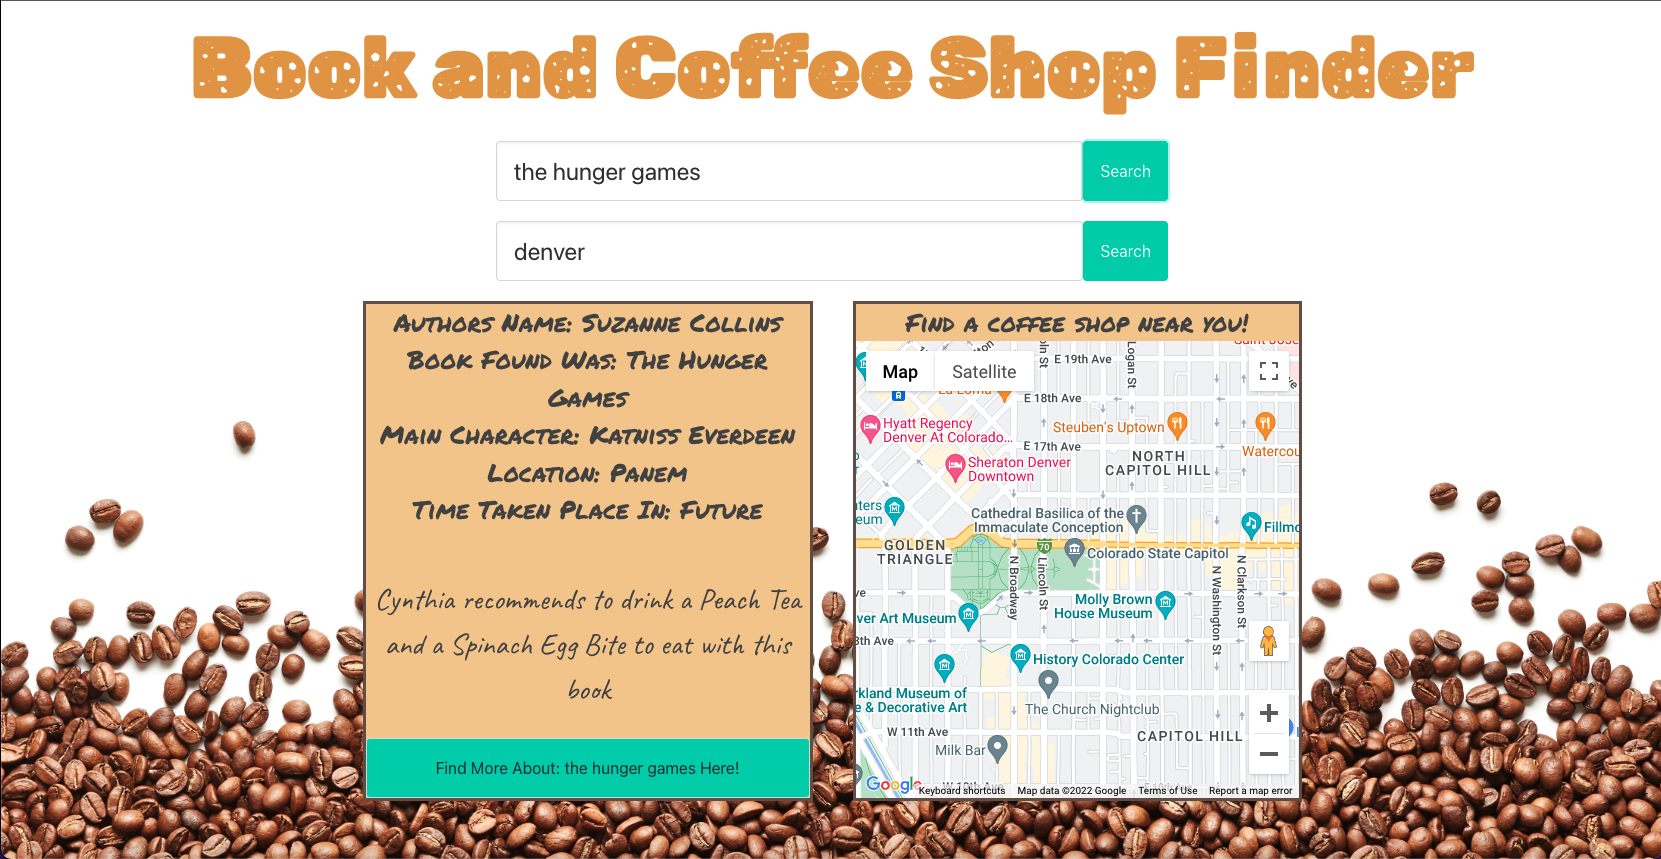 Book and Coffee Shop Finder
the hunger games
Search
denver
Search
Authors Name: Suzanne Collins
Book Found Was: The Hunger
Games
Main Character: Katniss Everdeen
Location: Panem
Time Taken Place In: Future
Cynthia recommends to drink a Peach Tea
and a Spinach Egg Bite to eat with this
book
Find More About: the hunger games Here!
Find a coffee shop near you!
Map
Satellite
E 19th Ave
Logan St
E 18th Ave
Hyatt Regency
Denver At Colorado...
Steuben's Uptown
E 17th Ave
Watercou
Sheraton Denver
Downtown
NORTH
CAPITOL HILL
Cathedral Basilica of the
Immaculate Conception
Fillmo
GOLDEN
TRIANGLE
70
Colorado State Capitol
N Broadway
Lincoln St
N Washington St
N Clarkson St
Molly Brown
House Museum
ver Art Museum
8th Ave
History Colorado Center
rkland Museum of
e & Decorative Art
The Church Nightclub
W 11th Ave
CAPITOL HILL
Milk Bar
Google
Keyboard shortcuts
Map data ©2022 Google
Terms of Use
Report a map error